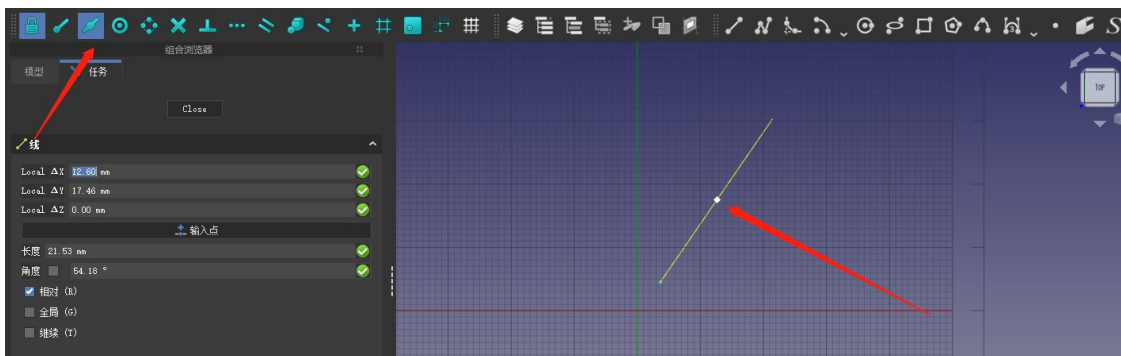 组合浏览器
模型
任务
Close
线
Local ΔX 12.60 mm
Local ΔY 17.46 mm
Local ΔZ 0.00 mm
输入点
长度 21.53 mm
角度 54.18 °
相对 (R)
全局 (G)
继续 (T)
TOP